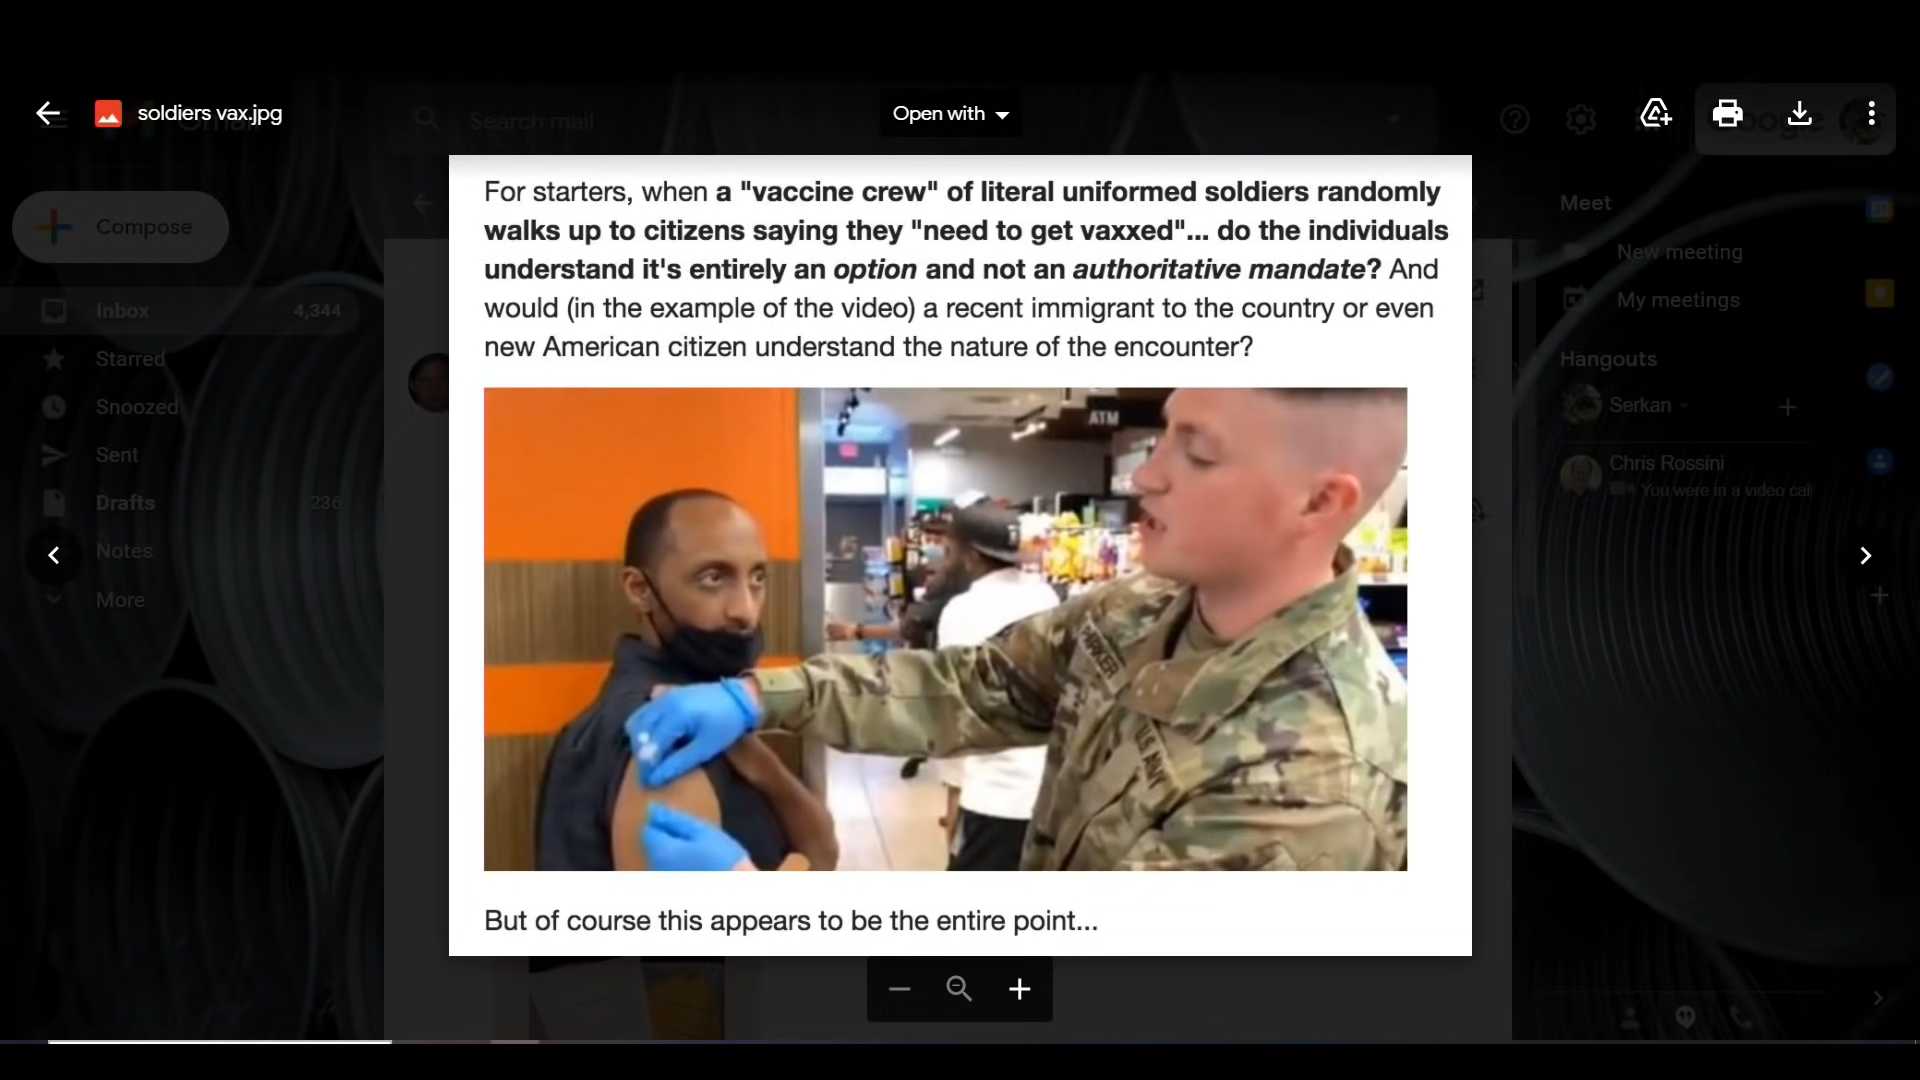 soldiers vax.jpg
Open with
Search mail
Compose
Inbox 4,344
Starred
Snoozed
Sent
Drafts 236
Notes
More
For starters, when a "vaccine crew" of literal uniformed soldiers randomly
walks up to citizens saying they "need to get vaxxed"... do the individuals
understand it's entirely an option and not an authoritative mandate? And
would (in the example of the video) a recent immigrant to the country or even
new American citizen understand the nature of the encounter?
ATM
U.S. ARMY
But of course this appears to be the entire point...
Meet
New meeting
My meetings
Hangouts
Serkan
Chris Rossini
You were in a video call